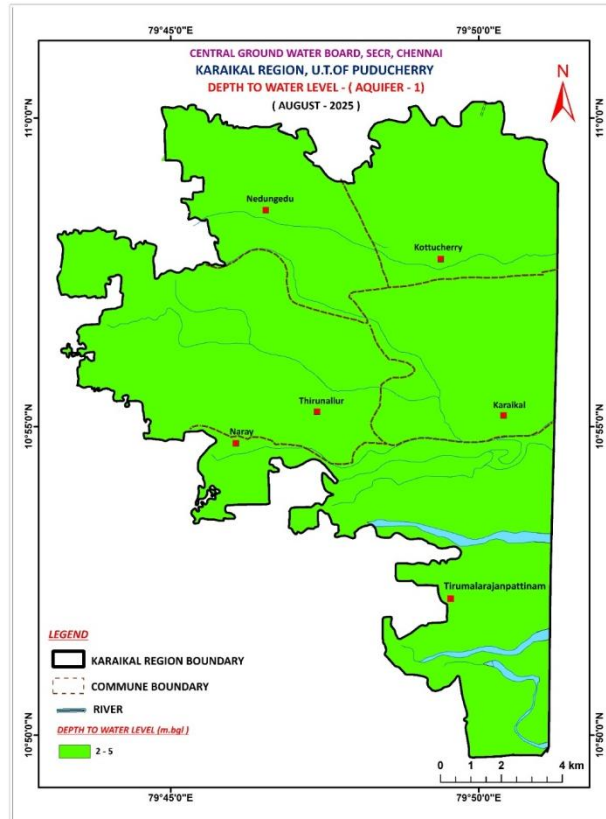 79°45'0"E 79°50'0"E
CENTRAL GROUND WATER BOARD, SECR, CHENNAI
KARAIKAL REGION, U.T.OF PUDUCHERRY
DEPTH TO WATER LEVEL - ( AQUIFER - 1)
( AUGUST - 2025 )
N
11°0'0"N 11°0'0"N
Nedungedu
Kottucherry
Thirunallur
Karaikal
10°55'0"N 10°55'0"N
Naray
Tirumalarajanpattinam
LEGEND
KARAIKAL REGION BOUNDARY
COMMUNE BOUNDARY
RIVER
DEPTH TO WATER LEVEL (m.bgl )
2 - 5
10°50'0"N 10°50'0"N
0 1 2 4 km
79°45'0"E 79°50'0"E